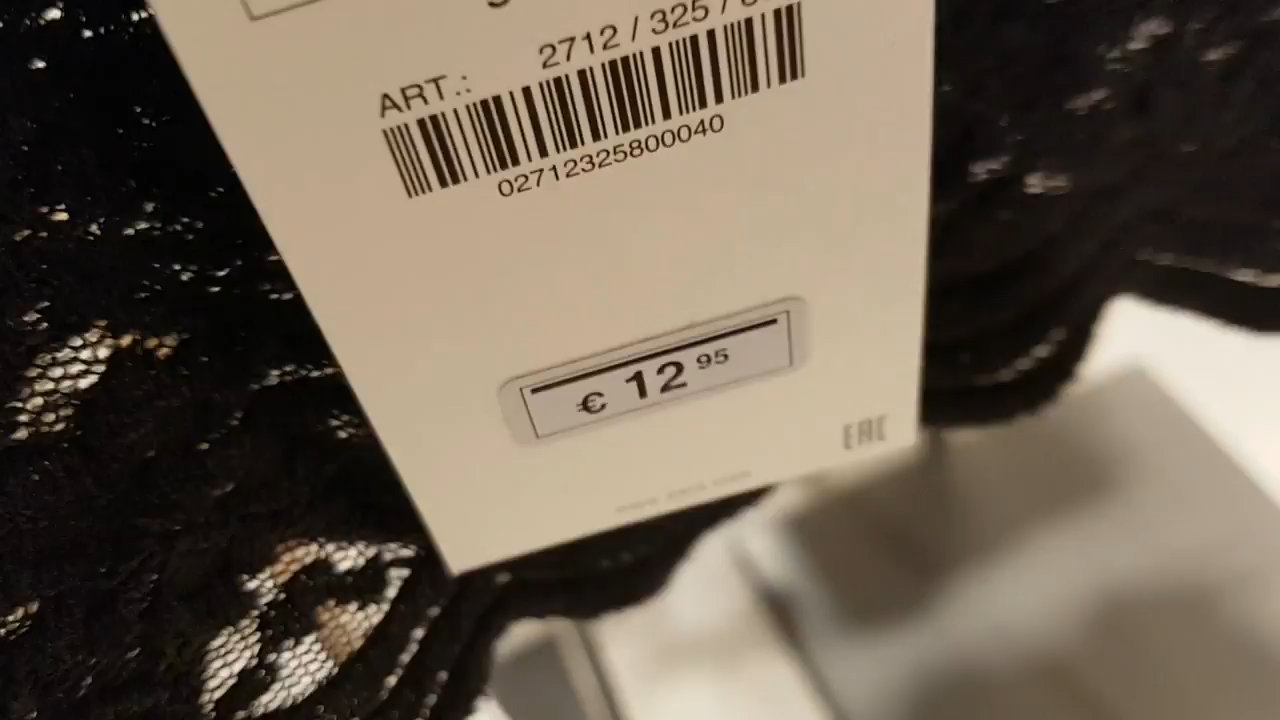 ART.: 2712 / 325 /
02712325800040
€ 12 95
EAC